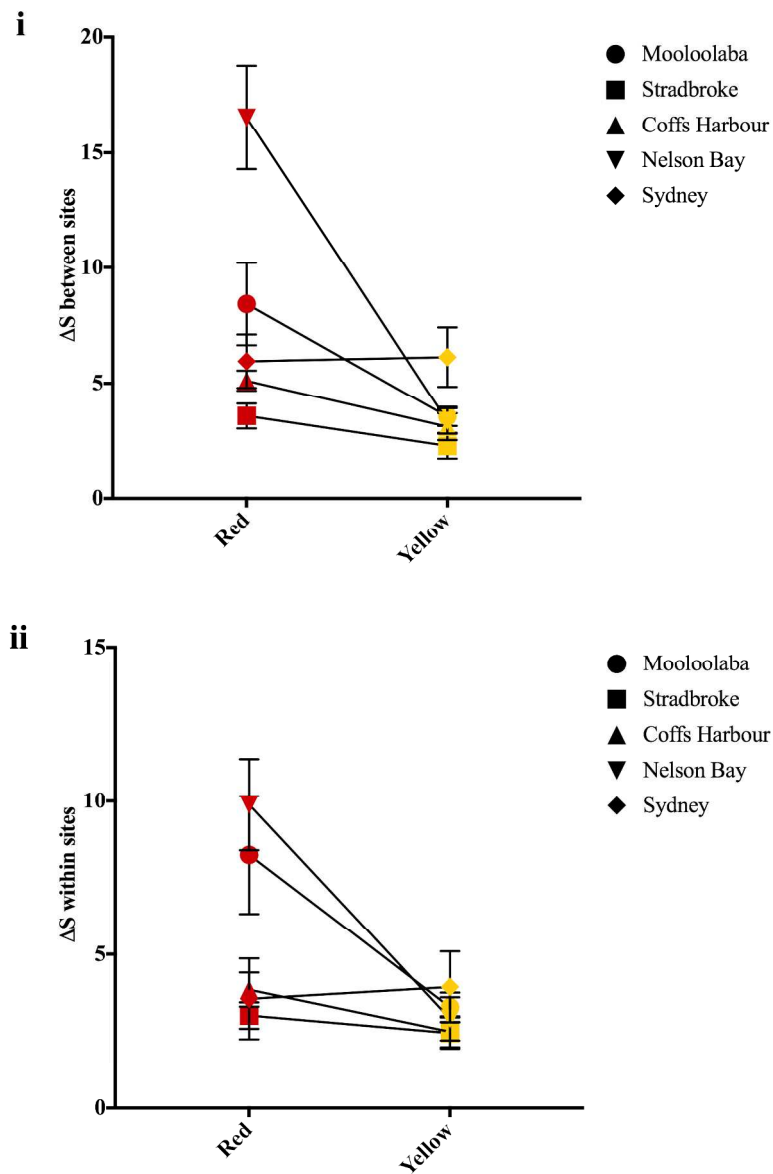 i
20
15
10
5
0
ΔS between sites
Red
Yellow
Mooloolaba
Stradbroke
Coffs Harbour
Nelson Bay
Sydney
ii
15
10
5
0
ΔS within sites
Red
Yellow
Mooloolaba
Stradbroke
Coffs Harbour
Nelson Bay
Sydney